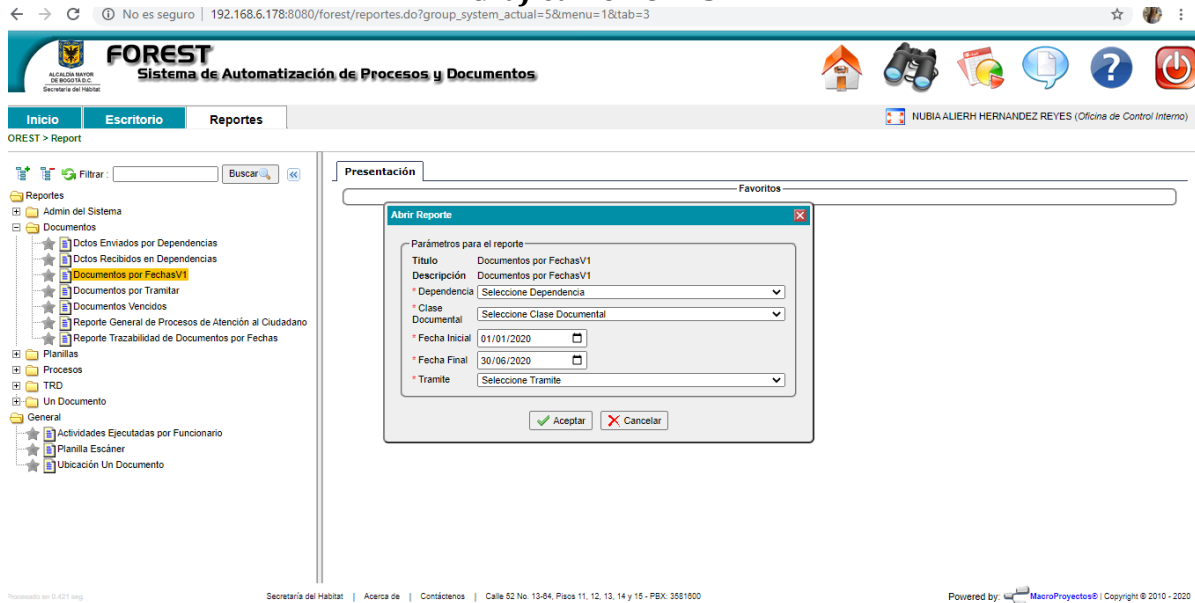 No es seguro | 192.168.6.178:8080/forest/reportes.do?group_system_actual=5&menu=1&tab=3
ALCALDIA MAYOR
DE BOGOTA D.C.
Secretaría del Hábitat
FOREST
Sistema de Automatización de Procesos y Documentos
Inicio Escritorio Reportes
NUBIA ALIERH HERNANDEZ REYES (Oficina de Control Interno)
OREST > Report
Filtrar : Buscar
Reportes
Admin del Sistema
Documentos
Dctos Enviados por Dependencias
Dctos Recibidos en Dependencias
Documentos por FechasV1
Documentos por Tramitar
Documentos Vencidos
Reporte General de Procesos de Atención al Ciudadano
Reporte Trazabilidad de Documentos por Fechas
Planillas
Procesos
TRD
Un Documento
General
Actividades Ejecutadas por Funcionario
Planilla Escáner
Ubicación Un Documento
Presentación
Favoritos
Abrir Reporte
Parámetros para el reporte
Titulo Documentos por FechasV1
Descripción Documentos por FechasV1
* Dependencia Seleccione Dependencia
* Clase
Documental Seleccione Clase Documental
* Fecha Inicial 01/01/2020
* Fecha Final 30/06/2020
* Tramite Seleccione Tramite
Aceptar Cancelar
Procesado en 0.421 seg.
Secretaría del Hábitat | Acerca de | Contáctenos | Calle 52 No. 13-64, Pisos 11, 12, 13, 14 y 15 - PBX: 3581600
Powered by: MacroProyectos® | Copyright © 2010 - 2020